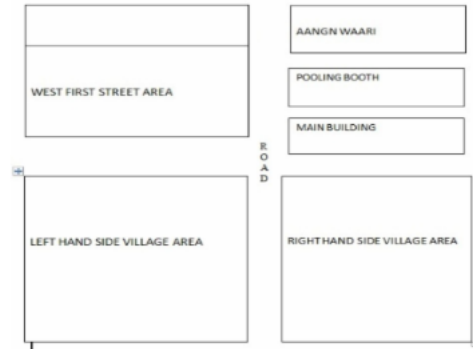 AANGN WAARI
POOLING BOOTH
WEST FIRST STREET AREA
MAIN BUILDING
ROAD
LEFT HAND SIDE VILLAGE AREA
RIGHT HAND SIDE VILLAGE AREA